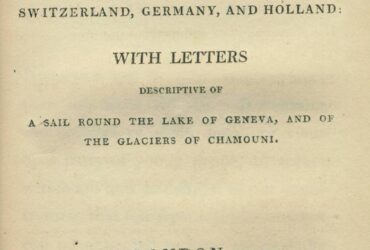 SWITZERLAND, GERMANY, AND HOLLAND:
WITH LETTERS
DESCRIPTIVE OF
A SAIL ROUND THE LAKE OF GENEVA, AND OF
THE GLACIERS OF CHAMOUNI.